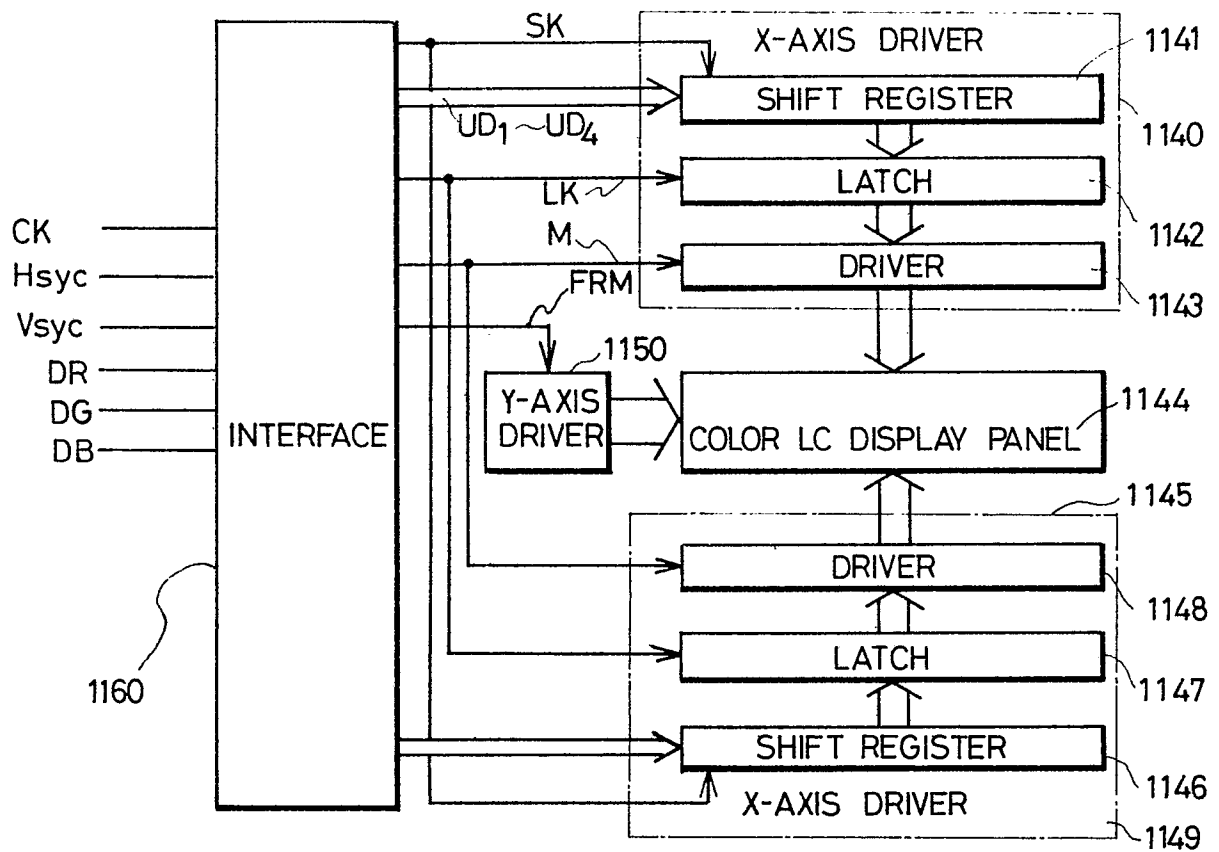 SK
X-AXIS DRIVER
1141
SHIFT REGISTER
UD1~UD4
1140
LATCH
LK
1142
CK
M
DRIVER
Hsyc
FRM
1143
Vsyc
1150
DR
Y-AXIS
DRIVER
1144
DG
INTERFACE
COLOR LC DISPLAY PANEL
DB
1145
DRIVER
1148
LATCH
1160
1147
SHIFT REGISTER
1146
X-AXIS DRIVER
1149